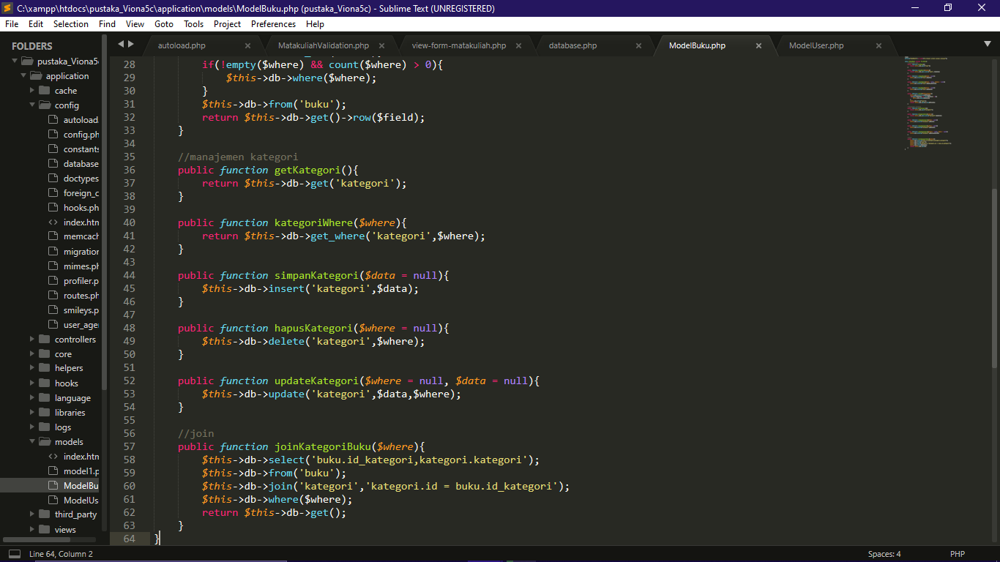 C:\xampp\htdocs\pustaka_Viona5c\application\models\ModelBuku.php (pustaka_Viona5c) - Sublime Text (UNREGISTERED)
File Edit Selection Find View Goto Tools Project Preferences Help
FOLDERS
pustaka_Viona5
application
cache
config
autoload
config.ph
constants
database
doctypes
foreign_c
hooks.ph
index.htm
memcach
migration
mimes.ph
profiler.p
routes.ph
smileys.p
user_age
controllers
core
helpers
hooks
language
libraries
logs
models
index.htm
model1.p
ModelBu
ModelUs
third_party
views
autoload.php MatakuliahValidation.php view-form-matakuliah.php database.php ModelBuku.php ModelUser.php
28 if(!empty($where) && count($where) > 0){
29 $this->db->where($where);
30 }
31 $this->db->from('buku');
32 return $this->db->get()->row($field);
33 }
34
35 //manajemen kategori
36 public function getKategori(){
37 return $this->db->get('kategori');
38 }
39
40 public function kategoriWhere($where){
41 return $this->db->get_where('kategori',$where);
42 }
43
44 public function simpanKategori($data = null){
45 $this->db->insert('kategori',$data);
46 }
47
48 public function hapusKategori($where = null){
49 $this->db->delete('kategori',$where);
50 }
51
52 public function updateKategori($where = null, $data = null){
53 $this->db->update('kategori',$data,$where);
54 }
55
56 //join
57 public function joinKategoriBuku($where){
58 $this->db->select('buku.id_kategori,kategori.kategori');
59 $this->db->from('buku');
60 $this->db->join('kategori','kategori.id = buku.id_kategori');
61 $this->db->where($where);
62 return $this->db->get();
63 }
64 }
Line 64, Column 2 Spaces: 4 PHP